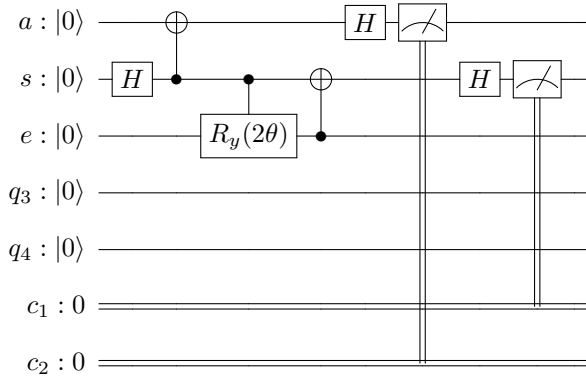 a : |0⟩ H
s : |0⟩ H H
e : |0⟩ R_y(2θ)
q_3 : |0⟩
q_4 : |0⟩
c_1 : 0
c_2 : 0